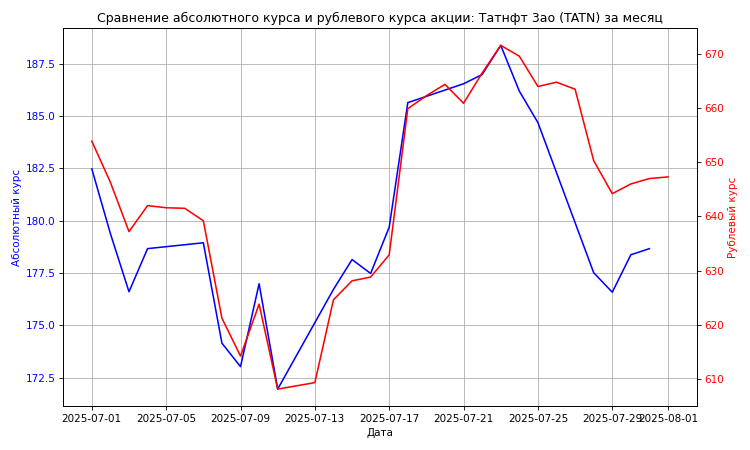 Сравнение абсолютного курса и рублевого курса акции: Татнфт 3ао (TATN) за месяц
187.5
185.0
182.5
180.0
177.5
175.0
172.5
Абсолютный курс
670
660
650
640
630
620
610
Рублевый курс
2025-07-01 2025-07-05 2025-07-09 2025-07-13 2025-07-17 2025-07-21 2025-07-25 2025-07-29 2025-08-01
Дата